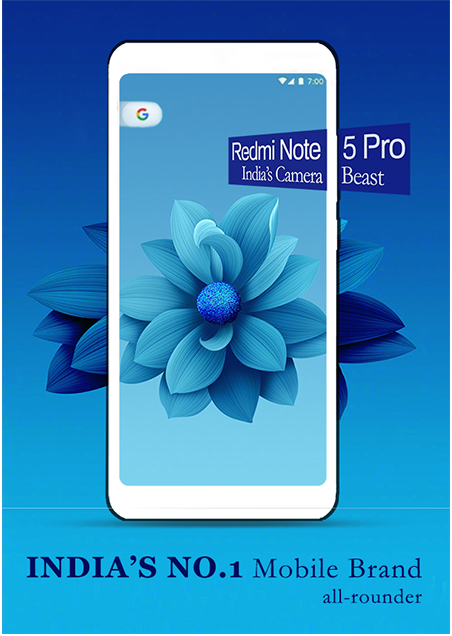 7:00
G
Redmi Note 5 Pro
India's Camera Beast
INDIA'S NO.1 Mobile Brand
all-rounder